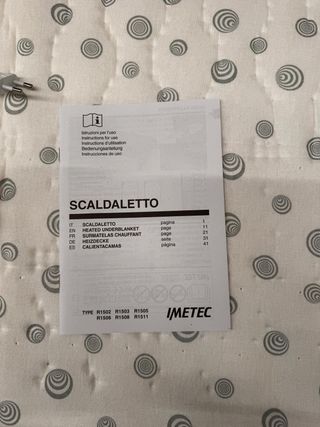 Istruzioni per l'uso
Instructions for use
Instructions d'utilisation
Bedienungsanleitung
Instrucciones de uso
SCALDALETTO
IT SCALDALETTO pagina 1
EN HEATED UNDERBLANKET page 11
FR SURMATELAS CHAUFFANT page 21
DE HEIZDECKE seite 31
ES CALIENTACAMAS página 41
TYPE R1502 R1503 R1505
R1506 R1508 R1511
IMETEC